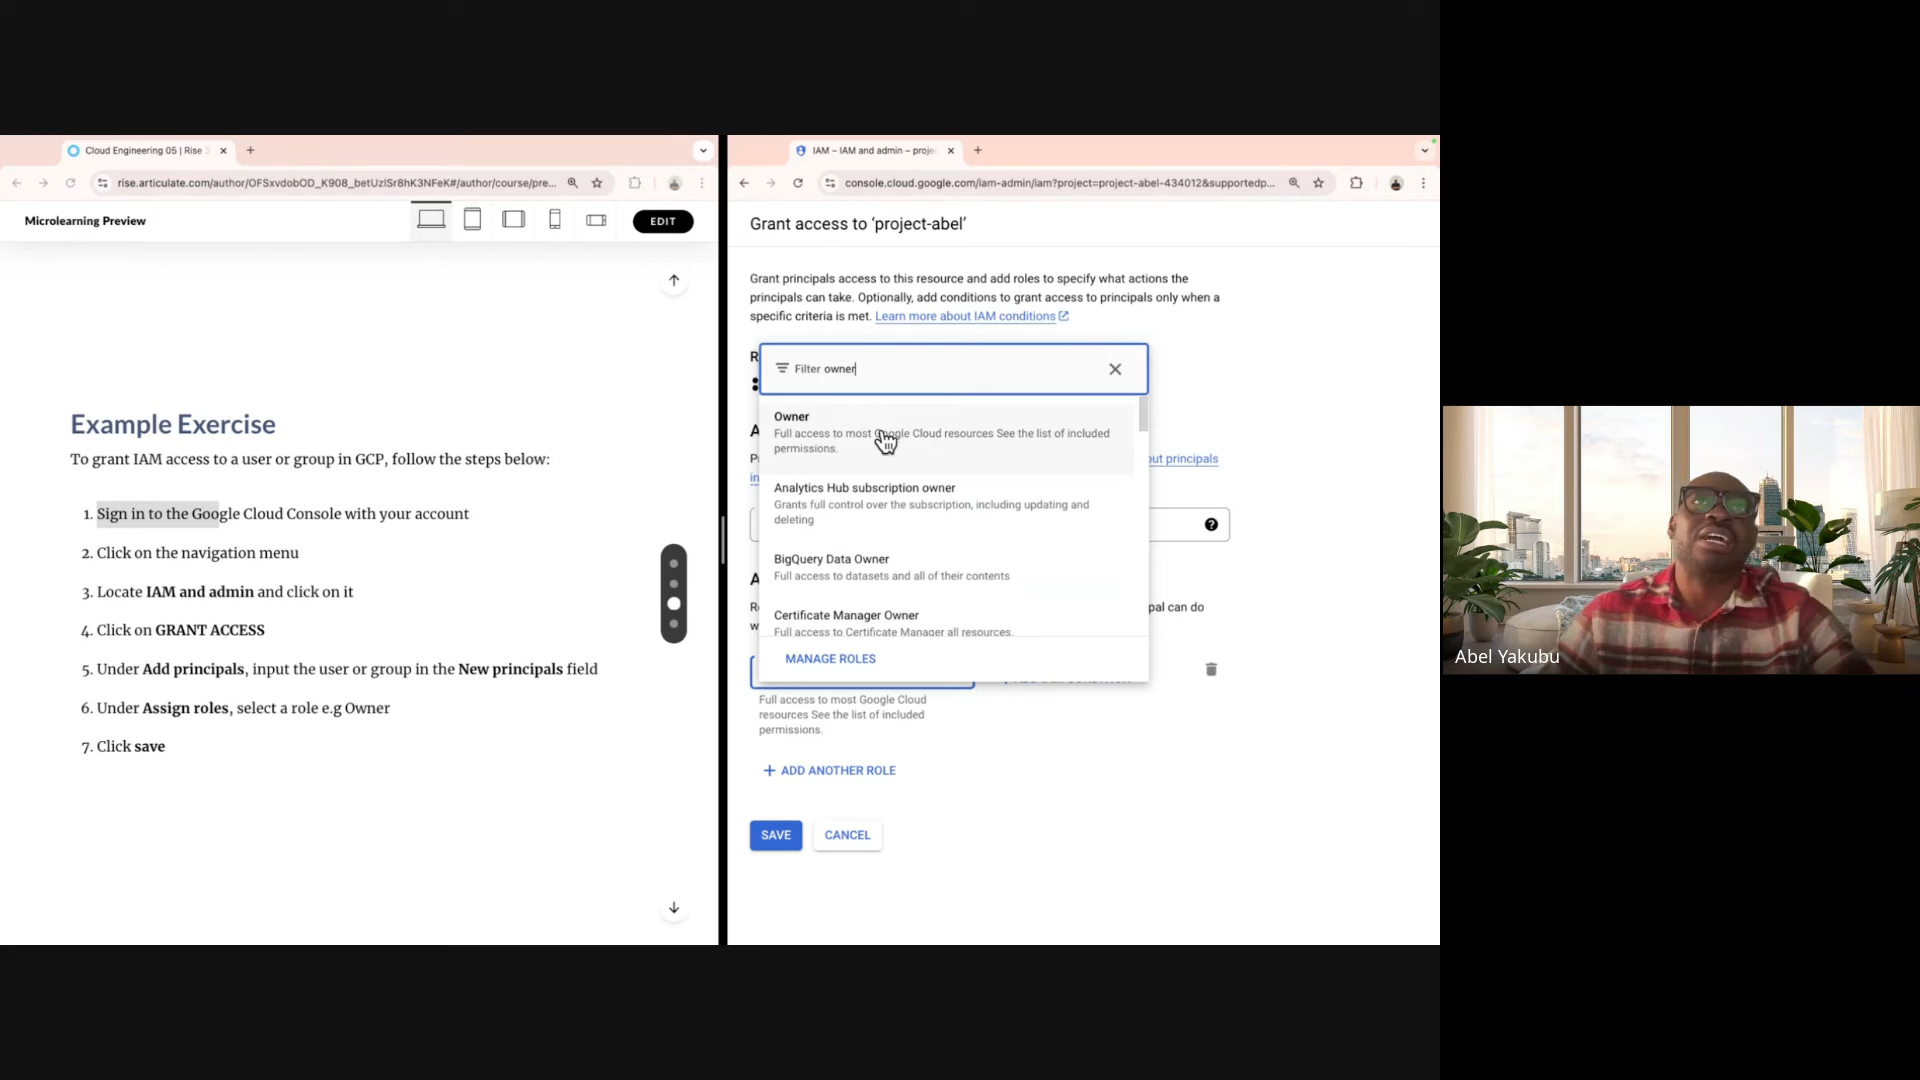 Cloud Engineering 05 | Rise
rise.articulate.com/author/OFSxvdobOD_K908_betUzlSr8hK3NFeK#/author/course/pre...
Microlearning Preview
EDIT
Example Exercise
To grant IAM access to a user or group in GCP, follow the steps below:
1. Sign in to the Google Cloud Console with your account
2. Click on the navigation menu
3. Locate IAM and admin and click on it
4. Click on GRANT ACCESS
5. Under Add principals, input the user or group in the New principals field
6. Under Assign roles, select a role e.g Owner
7. Click save
IAM – IAM and admin – proje
console.cloud.google.com/iam-admin/iam?project=project-abel-434012&supportedp...
Grant access to ‘project-abel’
Grant principals access to this resource and add roles to specify what actions the
principals can take. Optionally, add conditions to grant access to principals only when a
specific criteria is met. Learn more about IAM conditions
R
Filter owner
Owner
Full access to most Google Cloud resources See the list of included
permissions.
A
out principals
in
Analytics Hub subscription owner
Grants full control over the subscription, including updating and
deleting
BigQuery Data Owner
Full access to datasets and all of their contents
A
pal can do
Certificate Manager Owner
Full access to Certificate Manager all resources.
MANAGE ROLES
Full access to most Google Cloud
resources See the list of included
permissions.
+ ADD ANOTHER ROLE
SAVE
CANCEL
Abel Yakubu